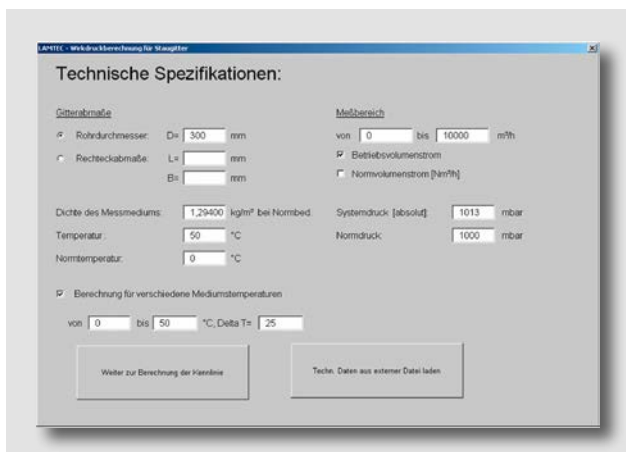 LAMTEC - Wirkdruckberechnung für Staugitter
Technische Spezifikationen:
Gitterabmaße
Rohrdurchmesser: D= 300 mm
Rechteckabmaße: L= mm
B= mm
Meßbereich
von 0 bis 10000 m³/h
Betriebsvolumenstrom
Normvolumenstrom [Nm³/h]
Dichte des Messmediums: 1,29400 kg/m³ bei Normbed.
Temperatur: 50 °C
Normtemperatur: 0 °C
Systemdruck [absolut]: 1013 mbar
Normdruck: 1000 mbar
Berechnung für verschiedene Mediumstemperaturen
von 0 bis 50 °C, Delta T= 25
Weiter zur Berechnung der Kennlinie
Techn. Daten aus externer Datei laden